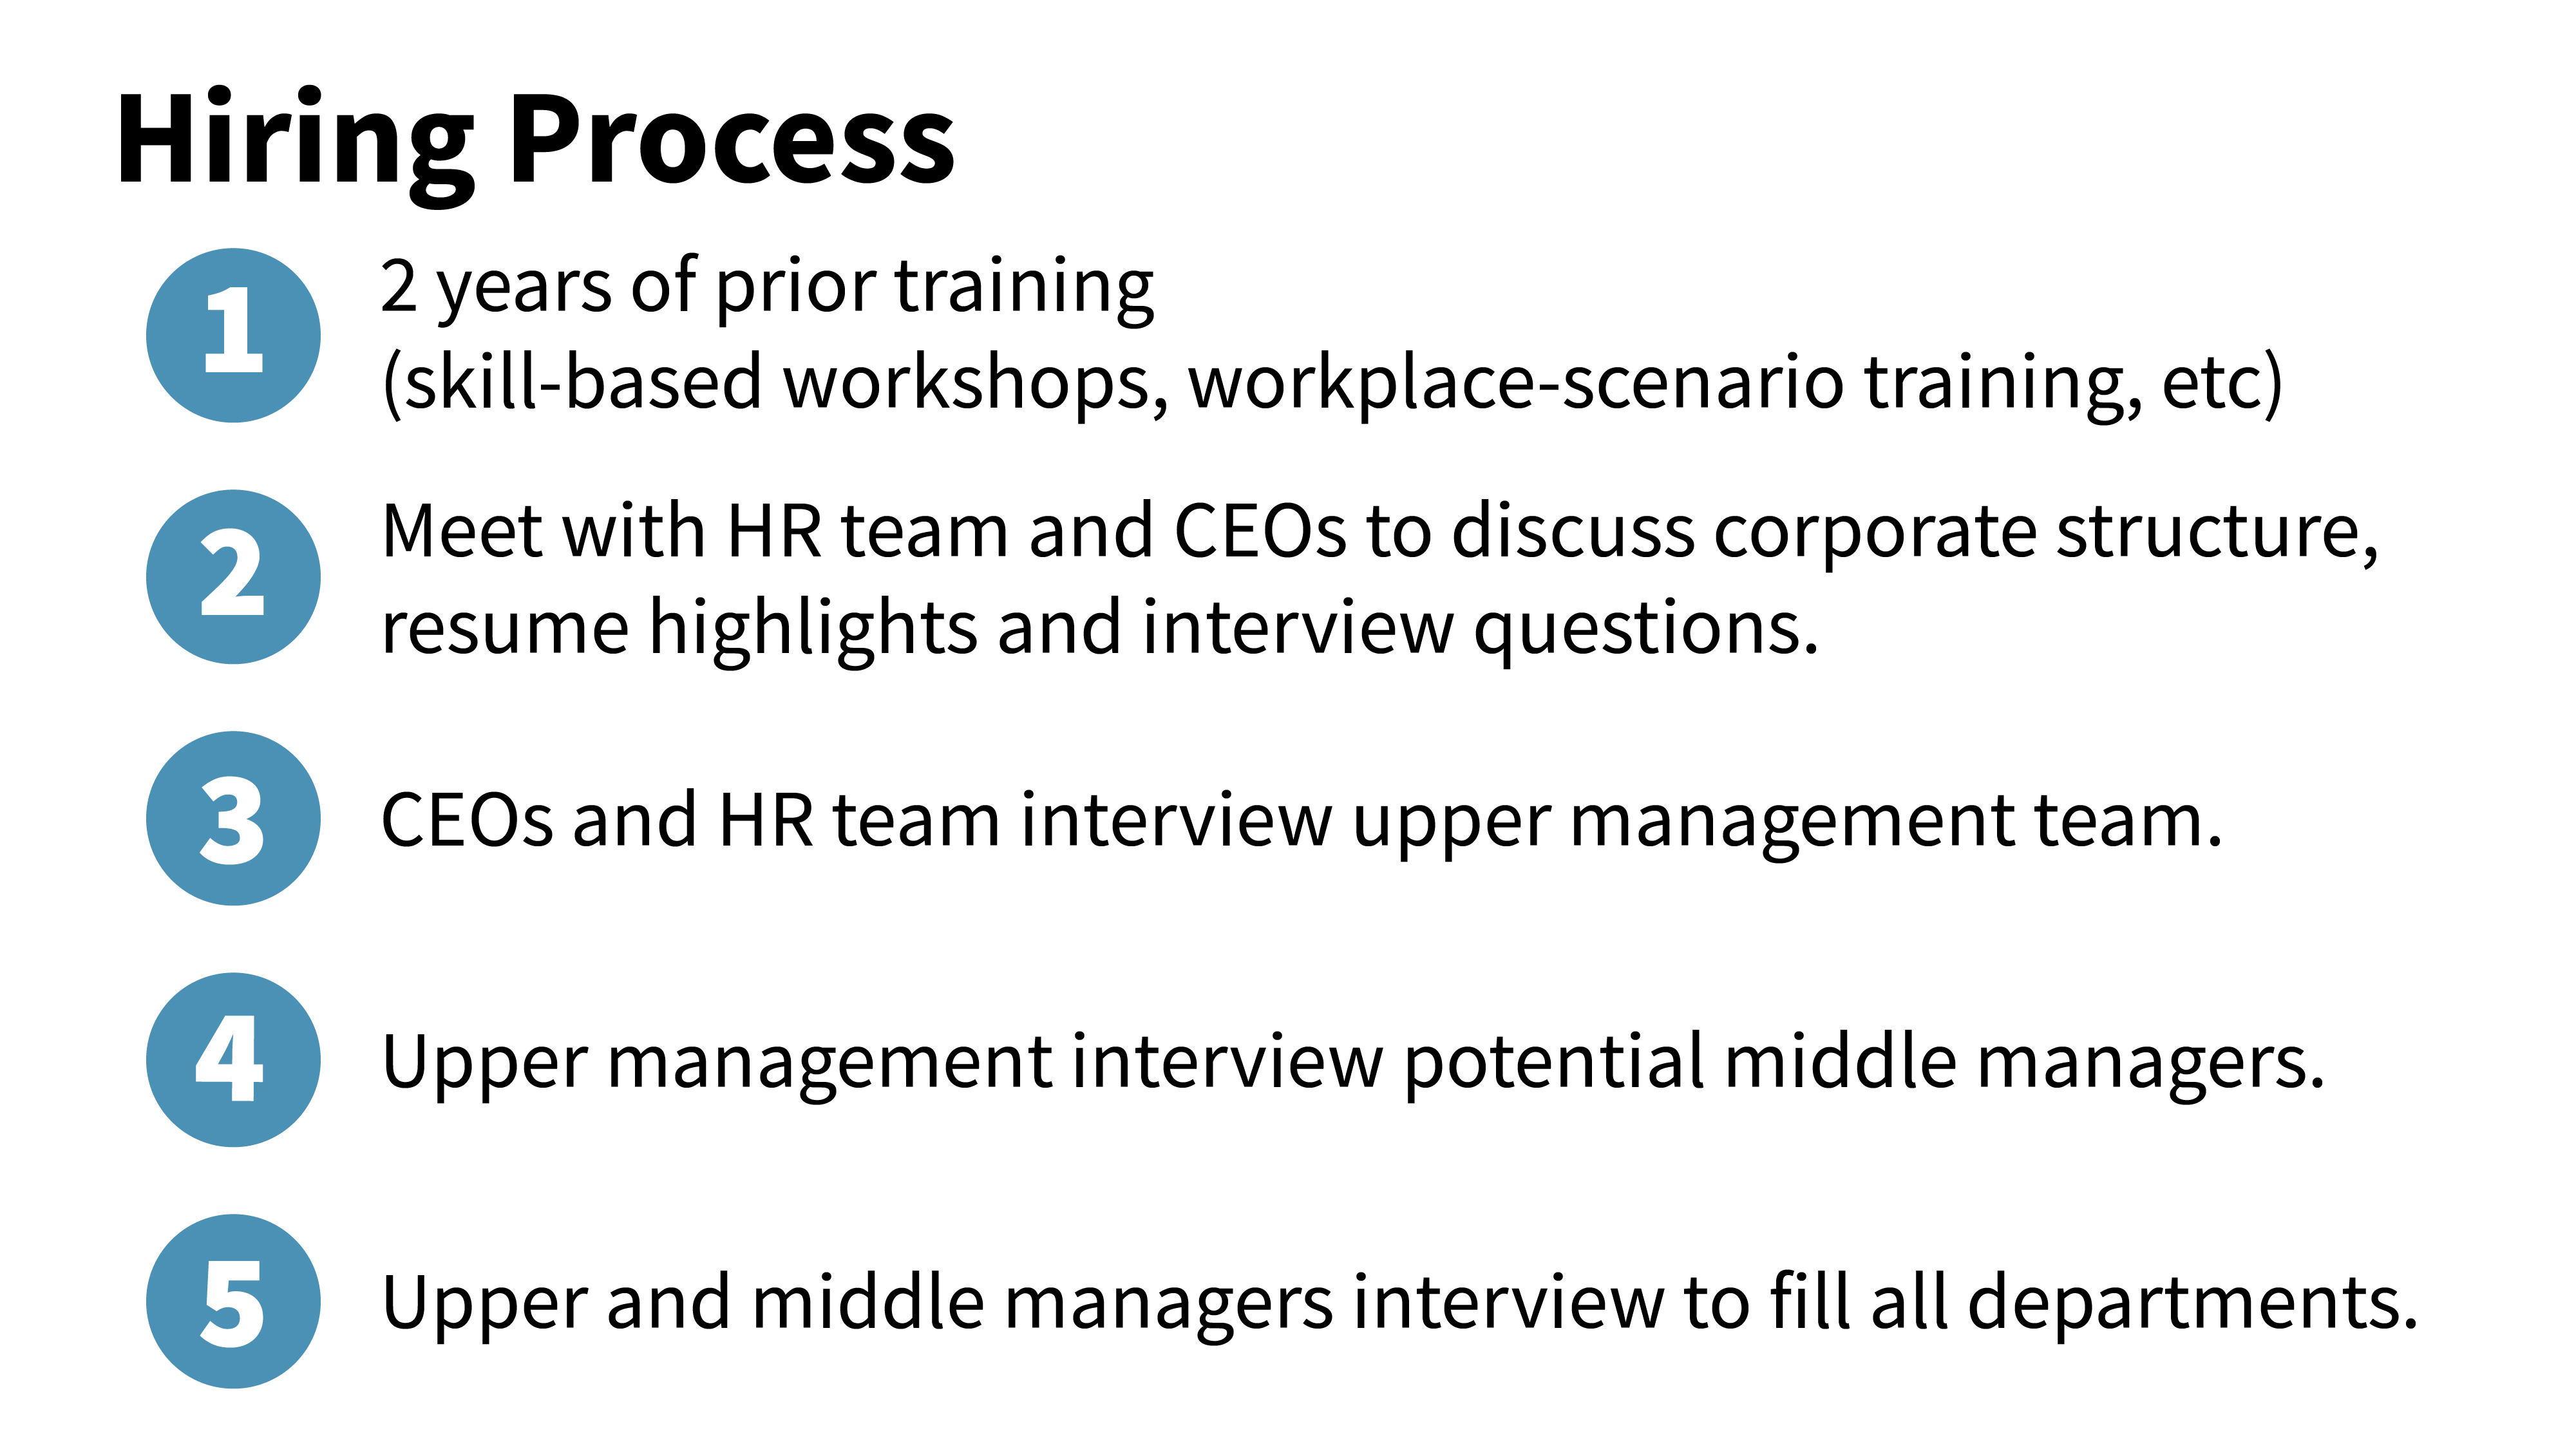 Hiring Process
1
2 years of prior training
(skill-based workshops, workplace-scenario training, etc)
2
Meet with HR team and CEOs to discuss corporate structure,
resume highlights and interview questions.
3
CEOs and HR team interview upper management team.
4
Upper management interview potential middle managers.
5
Upper and middle managers interview to fill all departments.